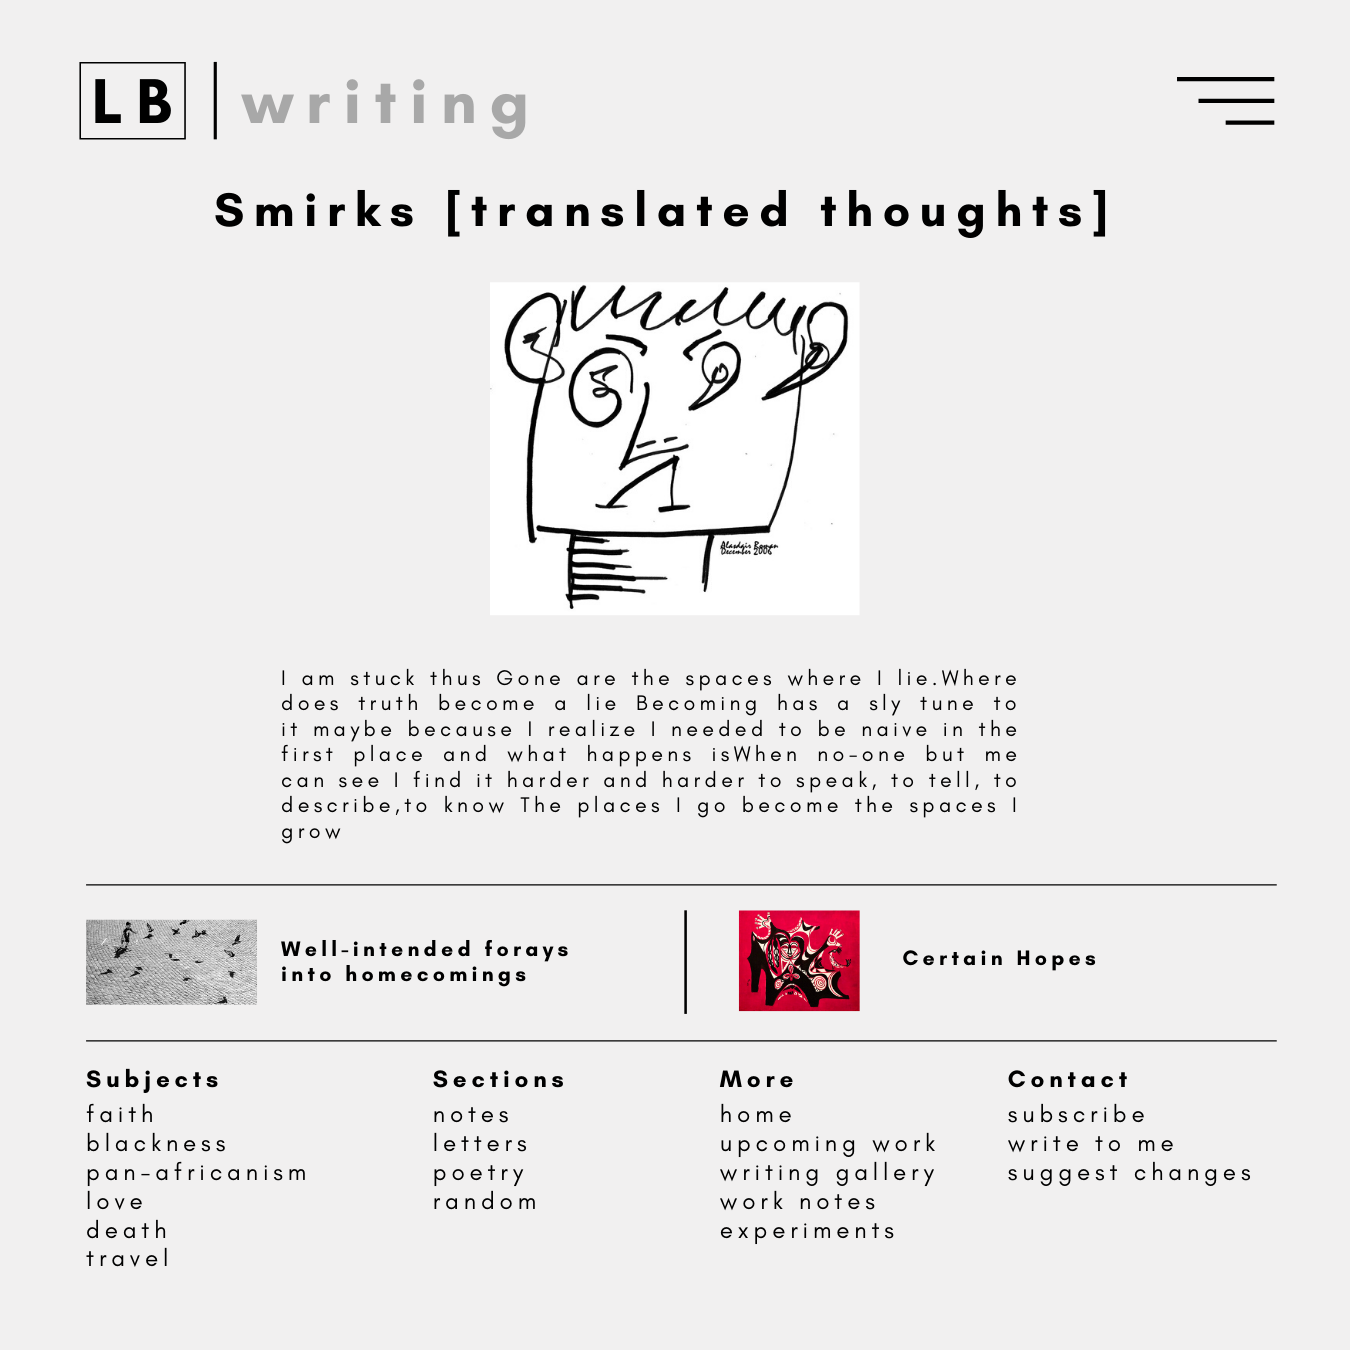 LB | writing
Smirks [translated thoughts]
Alasdair Roman
December 2006
I am stuck thus Gone are the spaces where I lie.Where
does truth become a lie Becoming has a sly tune to
it maybe because I realize I needed to be naive in the
first place and what happens isWhen no-one but me
can see I find it harder and harder to speak, to tell, to
describe,to know The places I go become the spaces I
grow
Well-intended forays
into homecomings
Certain Hopes
Subjects
faith
blackness
pan-africanism
love
death
travel
Sections
notes
letters
poetry
random
More
home
upcoming work
writing gallery
work notes
experiments
Contact
subscribe
write to me
suggest changes